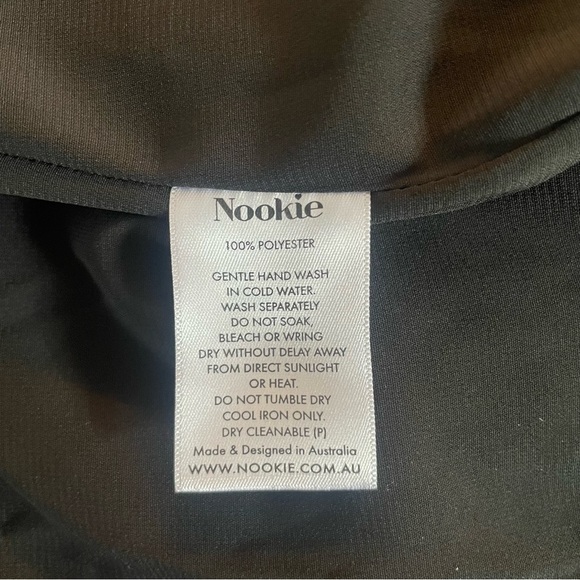 Nookie
100% POLYESTER
GENTLE HAND WASH
IN COLD WATER.
WASH SEPARATELY
DO NOT SOAK,
BLEACH OR WRING
DRY WITHOUT DELAY AWAY
FROM DIRECT SUNLIGHT
OR HEAT.
DO NOT TUMBLE DRY
COOL IRON ONLY.
DRY CLEANABLE (P)
Made & Designed in Australia
WWW.NOOKIE.COM.AU